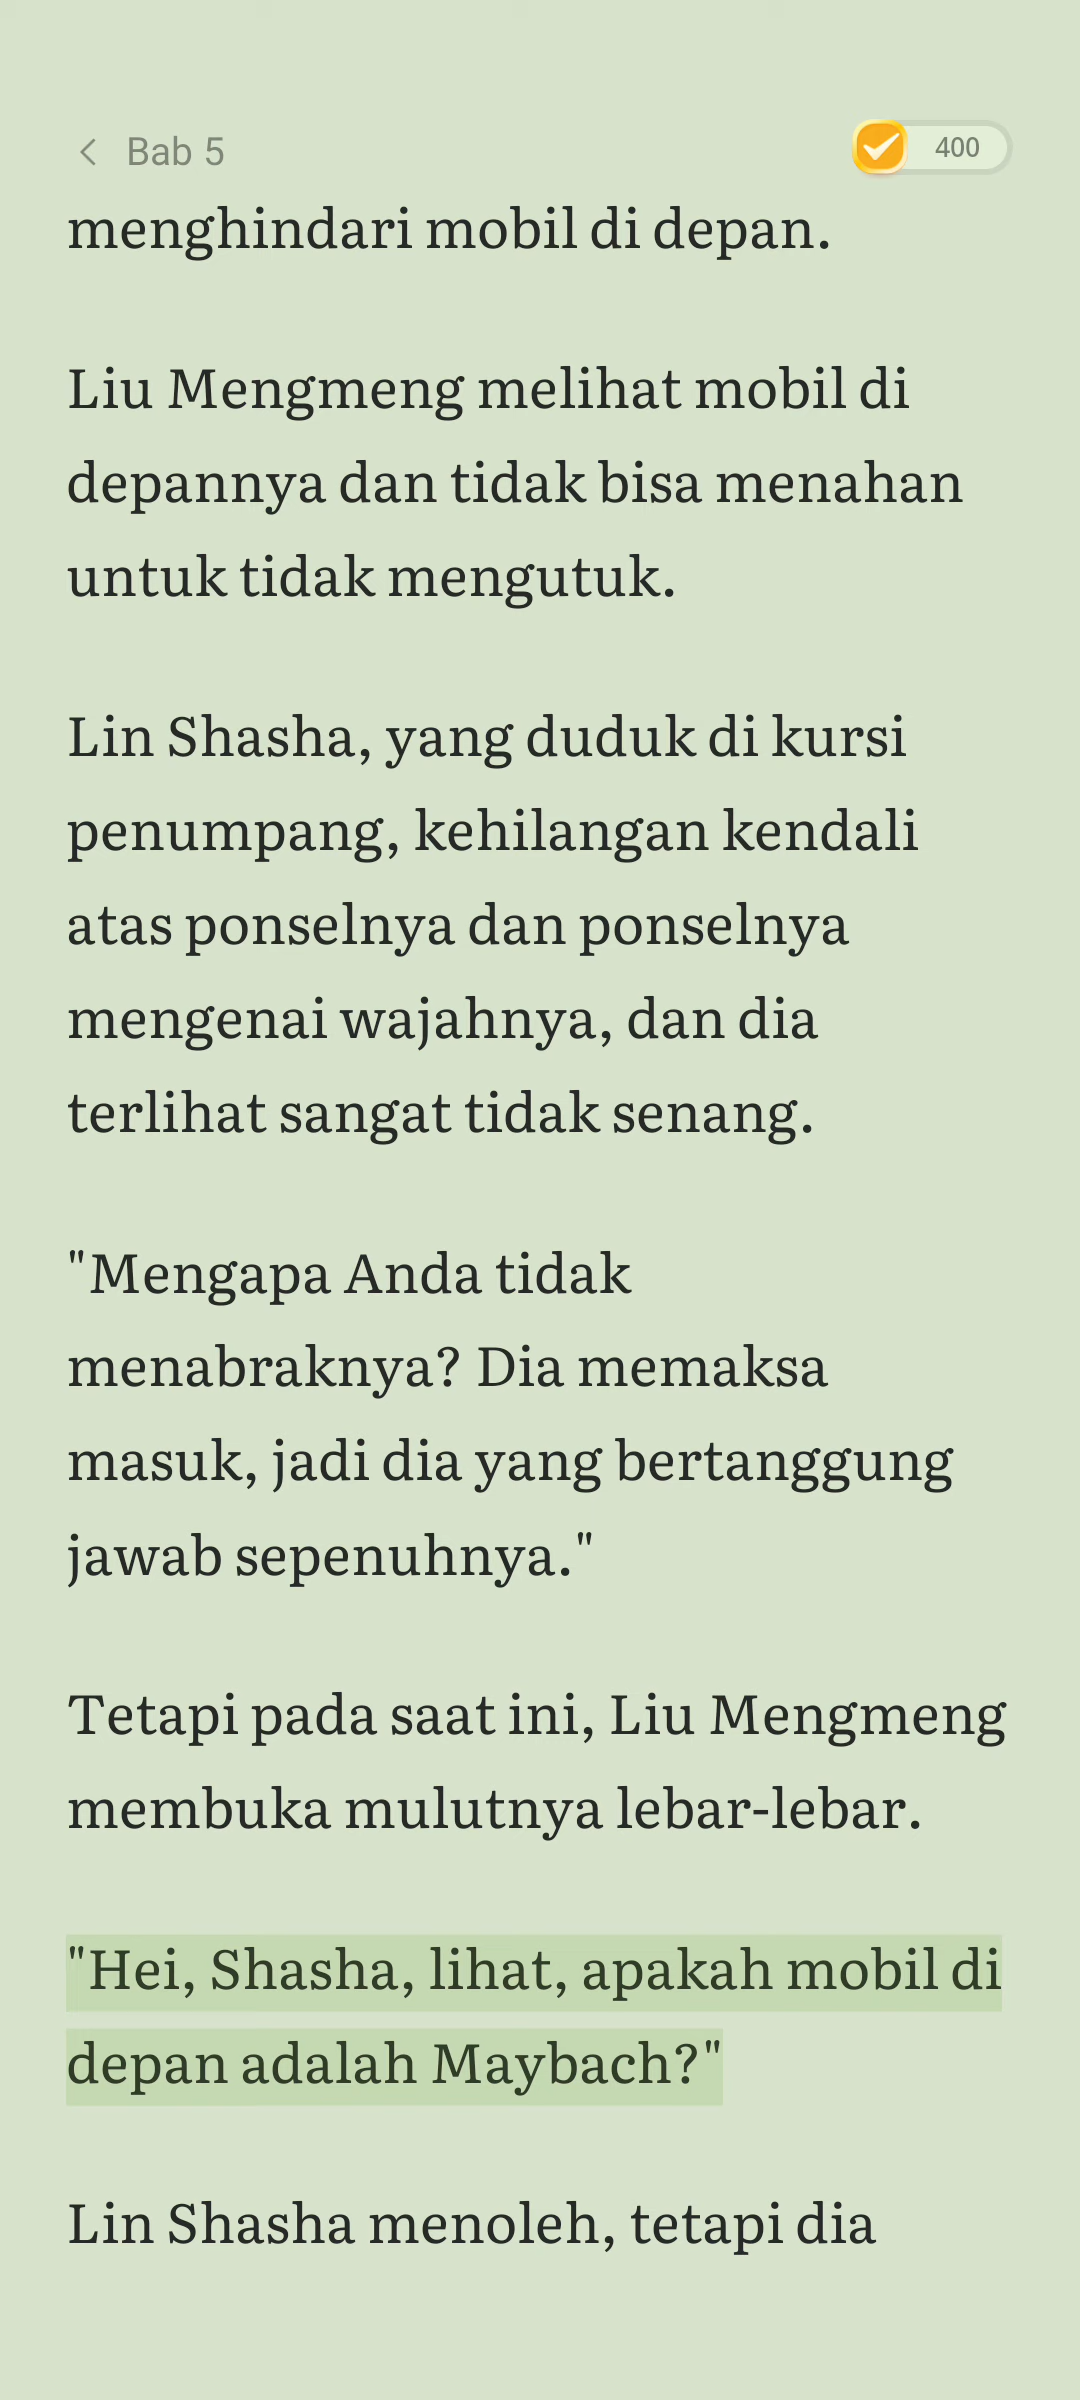 Bab 5
400
menghindari mobil di depan.
Liu Mengmeng melihat mobil di
depannya dan tidak bisa menahan
untuk tidak mengutuk.
Lin Shasha, yang duduk di kursi
penumpang, kehilangan kendali
atas ponselnya dan ponselnya
mengenai wajahnya, dan dia
terlihat sangat tidak senang.
"Mengapa Anda tidak
menabraknya? Dia memaksa
masuk, jadi dia yang bertanggung
jawab sepenuhnya."
Tetapi pada saat ini, Liu Mengmeng
membuka mulutnya lebar-lebar.
"Hei, Shasha, lihat, apakah mobil di
depan adalah Maybach?"
Lin Shasha menoleh, tetapi dia